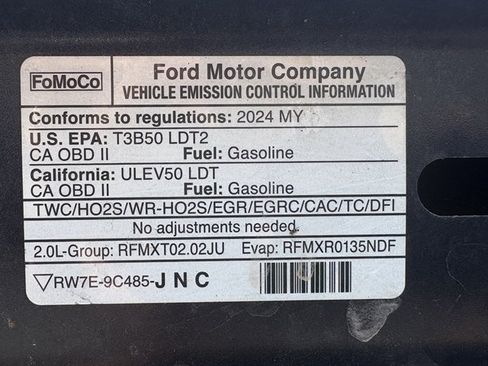 FoMoCo
Ford Motor Company
VEHICLE EMISSION CONTROL INFORMATION
Conforms to regulations: 2024 MY
U.S. EPA: T3B50 LDT2
CA OBD II Fuel: Gasoline
California: ULEV50 LDT
CA OBD II Fuel: Gasoline
TWC/HO2S/WR-HO2S/EGR/EGRC/CAC/TC/DFI
No adjustments needed.
2.0L-Group: RFMXT02.02JU Evap: RFMXR0135NDF
▽RW7E-9C485-J N C